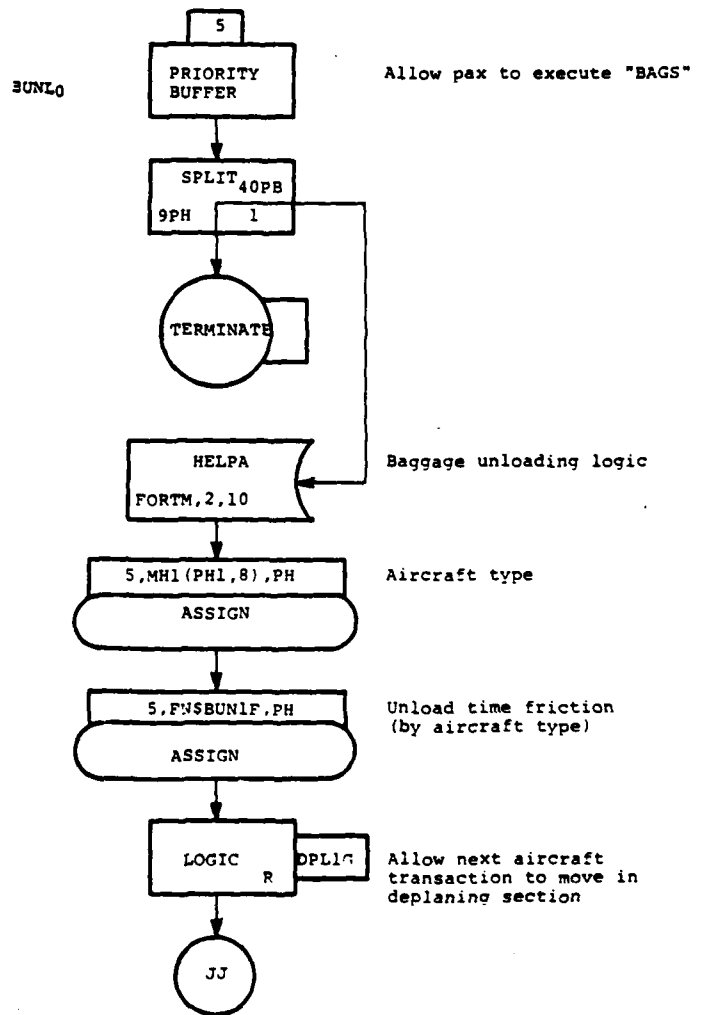 5
BUNL0
PRIORITY
BUFFER
Allow pax to execute "BAGS"
SPLIT
40PB
9PH 1
TERMINATE
HELPA
FORTM,2,10
Baggage unloading logic
5,MH1(PH1,8),PH
Aircraft type
ASSIGN
5,FN$BUN1F,PH
Unload time friction
(by aircraft type)
ASSIGN
LOGIC
R
DPL1G
Allow next aircraft
transaction to move in
deplaning section
JJ